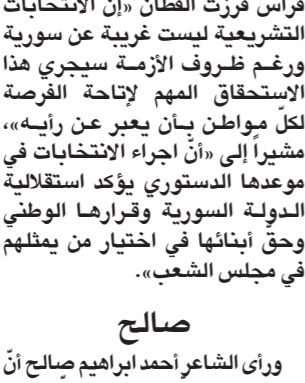 فراس فرزت القطان «إن الانتخابات
التشريعية ليست غريبة عن سورية
ورغم ظروف الأزمة سيجري هذا
الاستحقاق المهم لإتاحة الفرصة
لكلّ مواطن بأن يعبر عن رأيه»،
مشيراً إلى «أنّ اجراء الانتخابات في
موعدها الدستوري يؤكد استقلالية
الدولة السورية وقرارها الوطني
وحقّ أبنائها في اختيار من يمثلهم
في مجلس الشعب».
صالح
ورأى الشاعر أحمد ابراهيم صالح أنّ